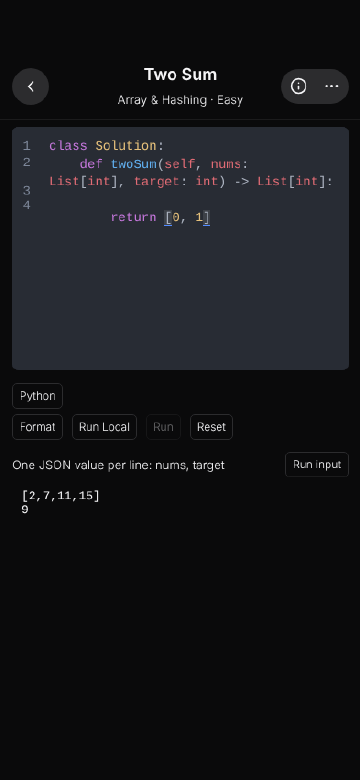 Two Sum
Array & Hashing · Easy
1 class Solution:
2     def twoSum(self, nums:
List[int], target: int) -> List[int]:
3
4         return [0, 1]
Python
Format Run Local Run Reset
One JSON value per line: nums, target Run input
[2,7,11,15]
9